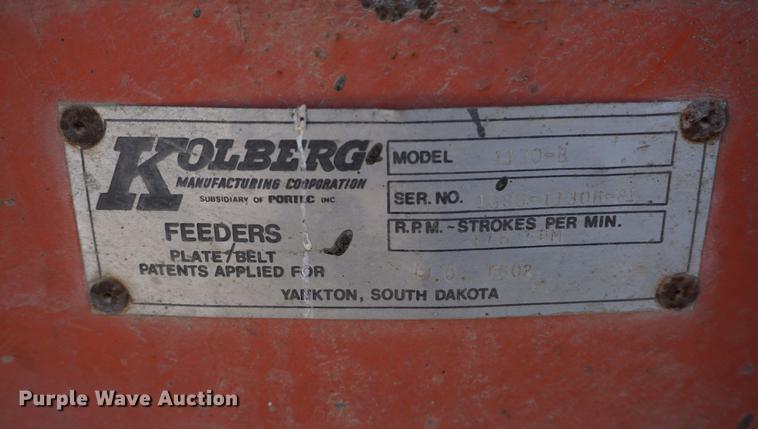 KOLBERG
MANUFACTURING CORPORATION
SUBSIDIARY OF PORTEC INC
FEEDERS
PLATE/BELT
PATENTS APPLIED FOR
MODEL 1130-B
SER. NO.
R.P.M. - STROKES PER MIN.
YANKTON, SOUTH DAKOTA
Purple Wave Auction